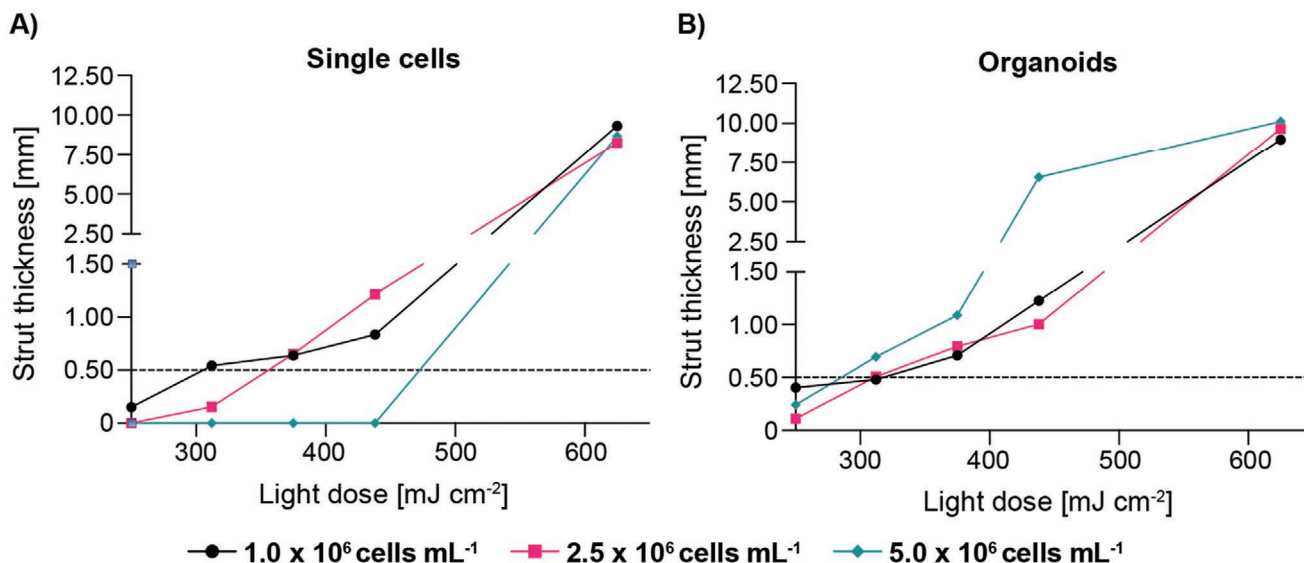 A)
Single cells
12.50
10.00
7.50
5.00
2.50
1.50
1.00
0.50
0
Strut thickness [mm]
300 400 500 600
Light dose [mJ cm⁻²]
B)
Organoids
12.50
10.00
7.50
5.00
2.50
1.50
1.00
0.50
0
Strut thickness [mm]
300 400 500 600
Light dose [mJ cm⁻²]
1.0 x 10⁶ cells mL⁻¹ 2.5 x 10⁶ cells mL⁻¹ 5.0 x 10⁶ cells mL⁻¹